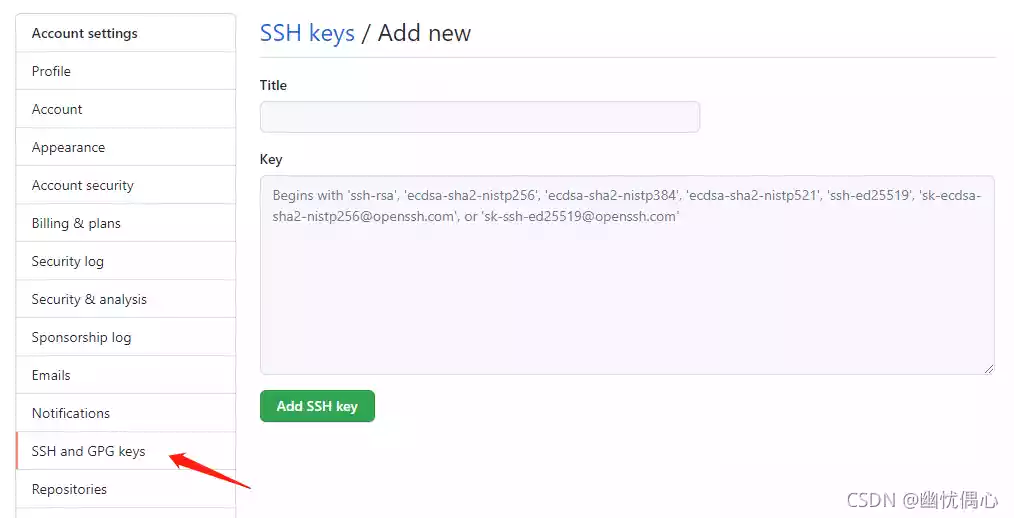 Account settings
Profile
Account
Appearance
Account security
Billing & plans
Security log
Security & analysis
Sponsorship log
Emails
Notifications
SSH and GPG keys
Repositories
SSH keys / Add new
Title
Key
Begins with 'ssh-rsa', 'ecdsa-sha2-nistp256', 'ecdsa-sha2-nistp384', 'ecdsa-sha2-nistp521', 'ssh-ed25519', 'sk-ecdsa-
sha2-nistp256@openssh.com', or 'sk-ssh-ed25519@openssh.com'
Add SSH key
CSDN @幽忧偶心